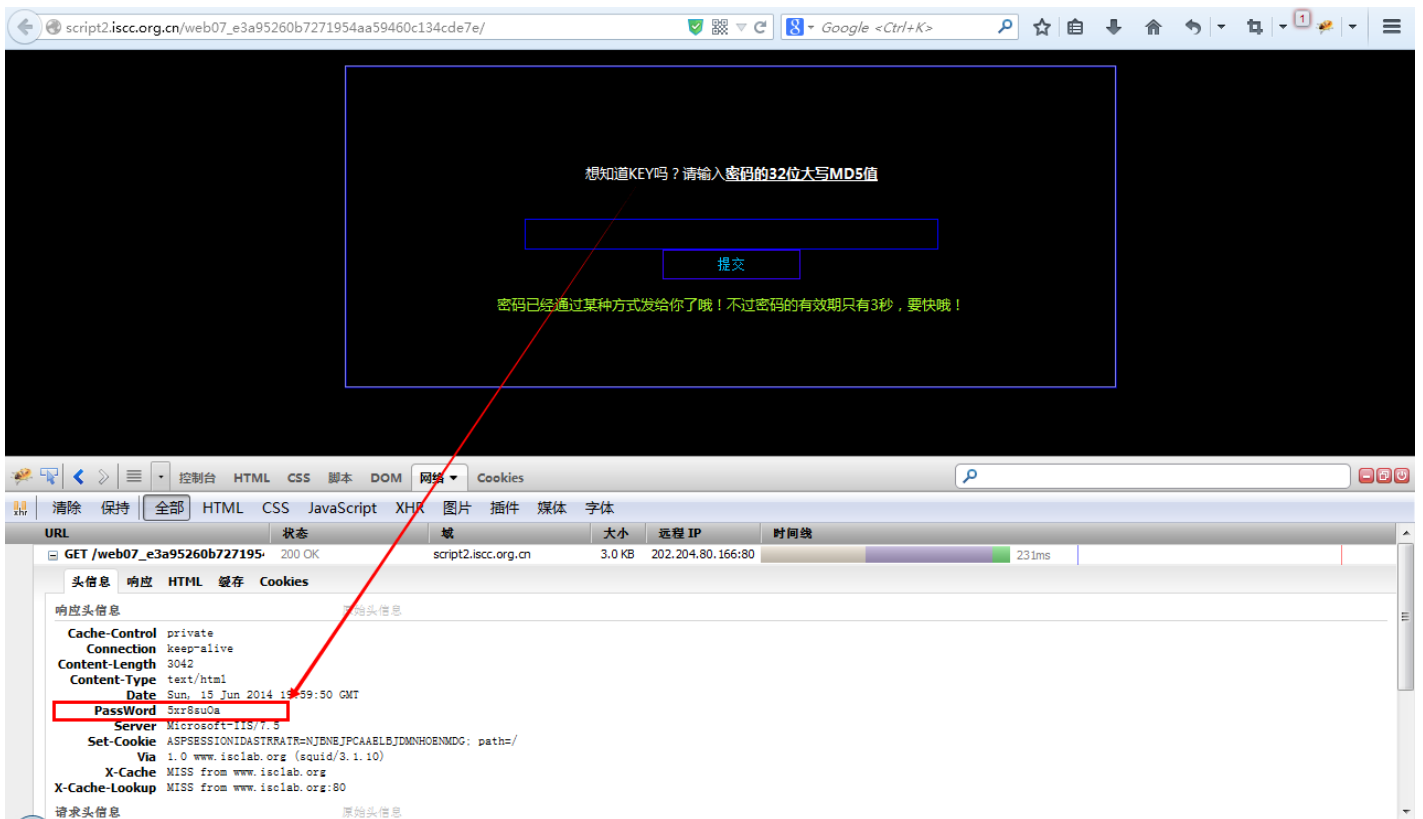 script2.iscc.org.cn/web07_e3a95260b7271954aa59460c134cde7e/
Google <Ctrl+K>
1
想知道KEY吗？请输入密码的32位大写MD5值
提交
密码已经通过某种方式发给你了哦！不过密码的有效期只有3秒，要快哦！
控制台 HTML CSS 脚本 DOM 网络 Cookies
清除 保持 全部 HTML CSS JavaScript XHR 图片 插件 媒体 字体
URL 状态 域 大小 远程 IP 时间线
GET /web07_e3a95260b7271954 200 OK script2.iscc.org.cn 3.0 KB 202.204.80.166:80 231ms
头信息 响应 HTML 缓存 Cookies
响应头信息 原始头信息
Cache-Control private
Connection keep-alive
Content-Length 3042
Content-Type text/html
Date Sun, 15 Jun 2014 :59:50 GMT
PassWord 5xr8suOa
Server Microsoft-IIS/7.5
Set-Cookie ASPSESSIONIDASTRRATR=NJBNEJPCAAELBJDMNHOENMDG; path=/
Via 1.0 www.isclab.org (squid/3.1.10)
X-Cache MISS from www.isclab.org
X-Cache-Lookup MISS from www.isclab.org:80
请求头信息 原始头信息